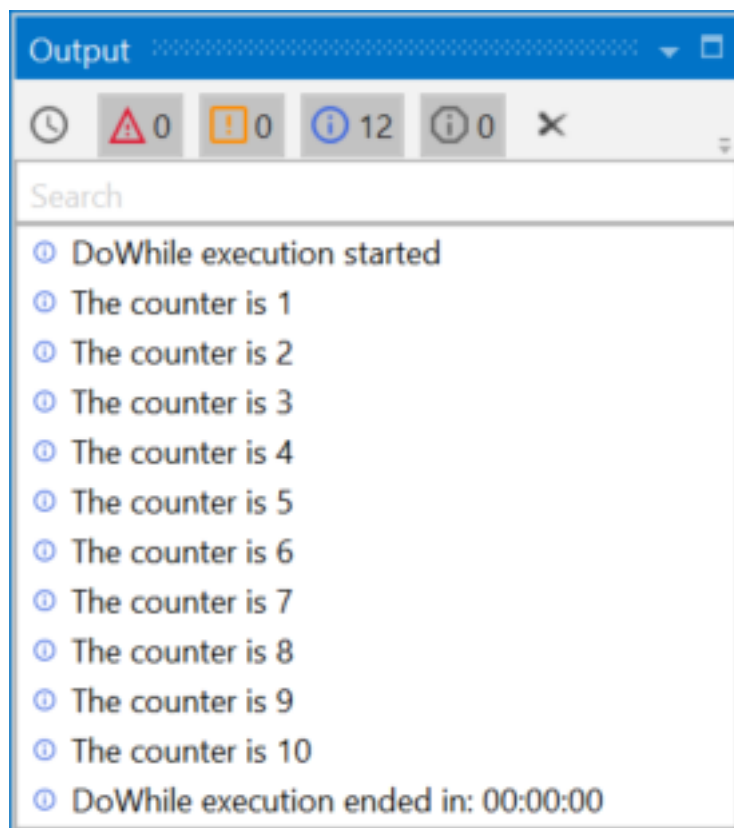 Output
0 0 12 0
Search
DoWhile execution started
The counter is 1
The counter is 2
The counter is 3
The counter is 4
The counter is 5
The counter is 6
The counter is 7
The counter is 8
The counter is 9
The counter is 10
DoWhile execution ended in: 00:00:00